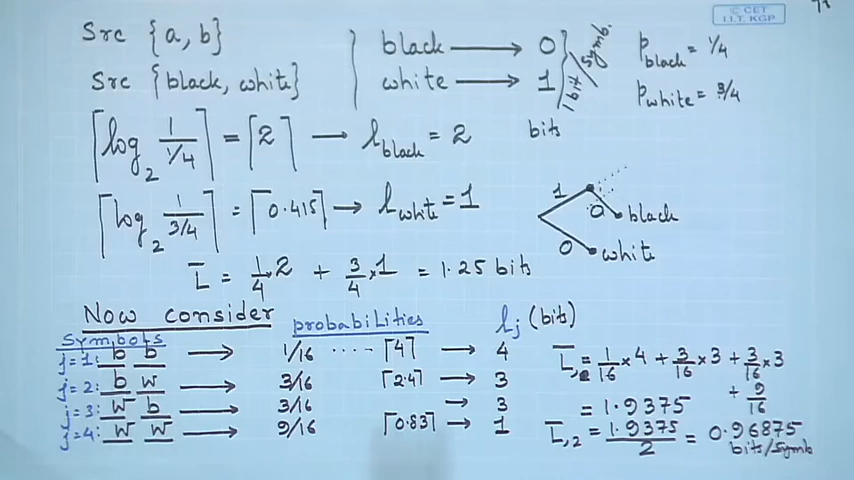 © CET
I.I.T. KGP
Src {a, b}
Src {black, white}
black → 0
white → 1
1 bit/symb.
P_black = 1/4
P_white = 3/4
⌈log_2 1/(1/4)⌉ = ⌈2⌉ → l_black = 2 bits
⌈log_2 1/(3/4)⌉ = ⌈0.415⌉ → l_white = 1
1
0 black
0 white
L̄ = 1/4 × 2 + 3/4 × 1 = 1.25 bits
Now consider
Symbols probabilities l_j (bits)
j=1: b b → 1/16 ..... ⌈4⌉ → 4
j=2: b w → 3/16 ⌈2.4⌉ → 3
j=3: w b → 3/16 → 3
j=4: w w → 9/16 ⌈0.83⌉ → 1
L̄,2 = 1/16 × 4 + 3/16 × 3 + 3/16 × 3
+ 9/16
= 1.9375
L̄,2 = 1.9375/2 = 0.96875
bits/symb